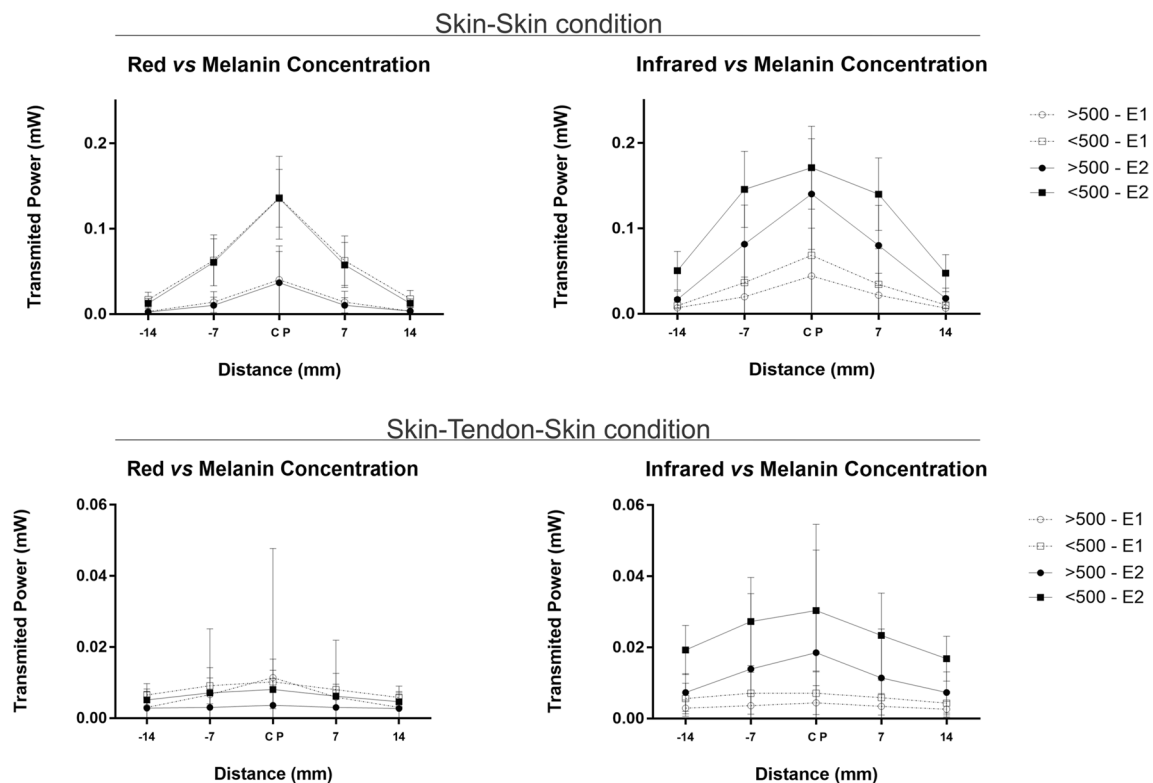 Skin-Skin condition
Red vs Melanin Concentration
Transmited Power (mW)
0.2
0.1
0.0
-14 -7 C P 7 14
Distance (mm)
Infrared vs Melanin Concentration
Transmited Power (mW)
0.2
0.1
0.0
-14 -7 C P 7 14
Distance (mm)
>500 - E1
<500 - E1
>500 - E2
<500 - E2
Skin-Tendon-Skin condition
Red vs Melanin Concentration
Transmited Power (mW)
0.06
0.04
0.02
0.00
-14 -7 C P 7 14
Distance (mm)
Infrared vs Melanin Concentration
Transmited Power (mW)
0.06
0.04
0.02
0.00
-14 -7 C P 7 14
Distance (mm)
>500 - E1
<500 - E1
>500 - E2
<500 - E2